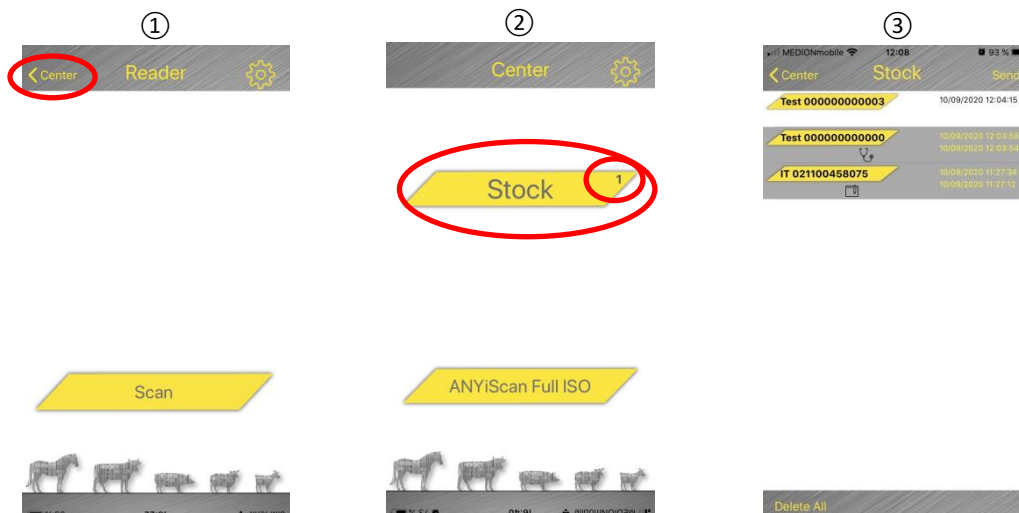 ①
Center Reader
Scan
②
Center
Stock 1
ANYiScan Full ISO
16:40 MEDIONmobile
③
MEDIONmobile 12:08 93 %
Center Stock Send
Test 000000000003 10/09/2020 12:04:15
Test 000000000000 10/09/2020 12:03:58
10/09/2020 12:03:54
IT 021100458075 10/09/2020 11:27:34
10/09/2020 11:27:12
Delete All